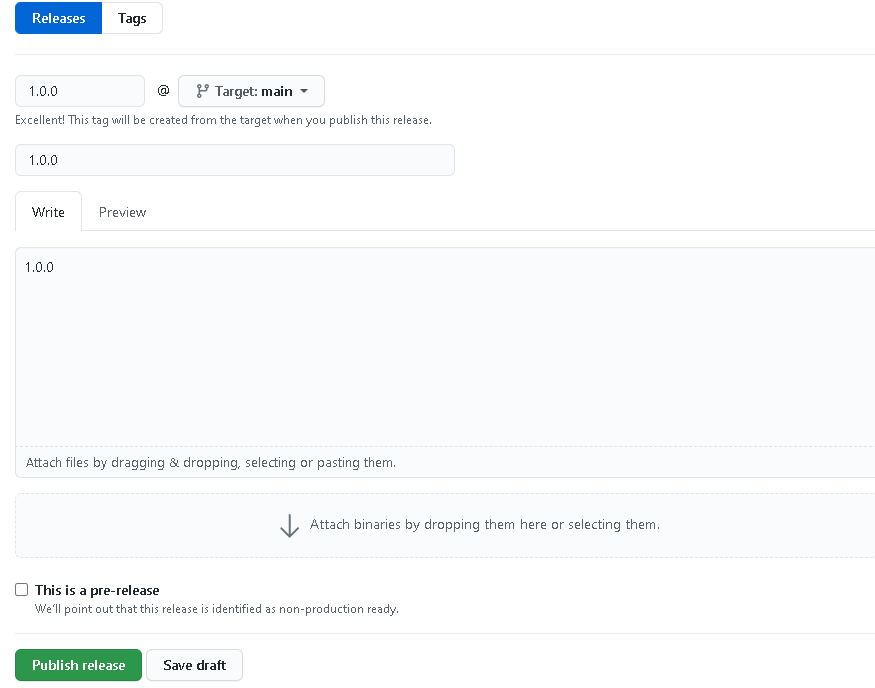 Releases Tags
1.0.0 @ Target: main
Excellent! This tag will be created from the target when you publish this release.
1.0.0
Write Preview
1.0.0
Attach files by dragging & dropping, selecting or pasting them.
Attach binaries by dropping them here or selecting them.
This is a pre-release
We'll point out that this release is identified as non-production ready.
Publish release Save draft